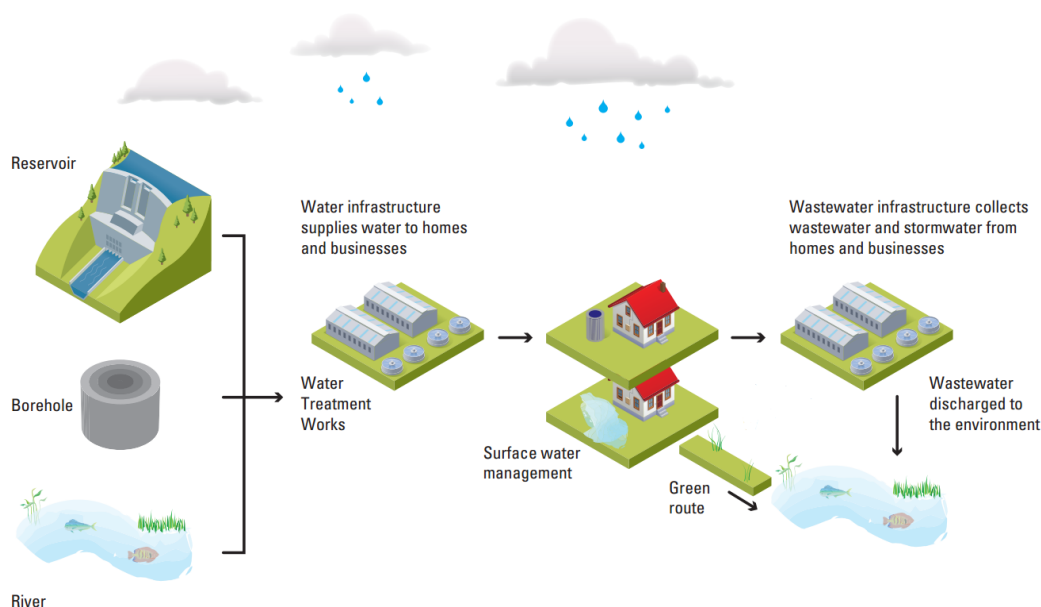 Reservoir
Water infrastructure
supplies water to homes
and businesses
Wastewater infrastructure collects
wastewater and stormwater from
homes and businesses
Borehole
Water
Treatment
Works
Wastewater
discharged to
the environment
Surface water
management
Green
route
River